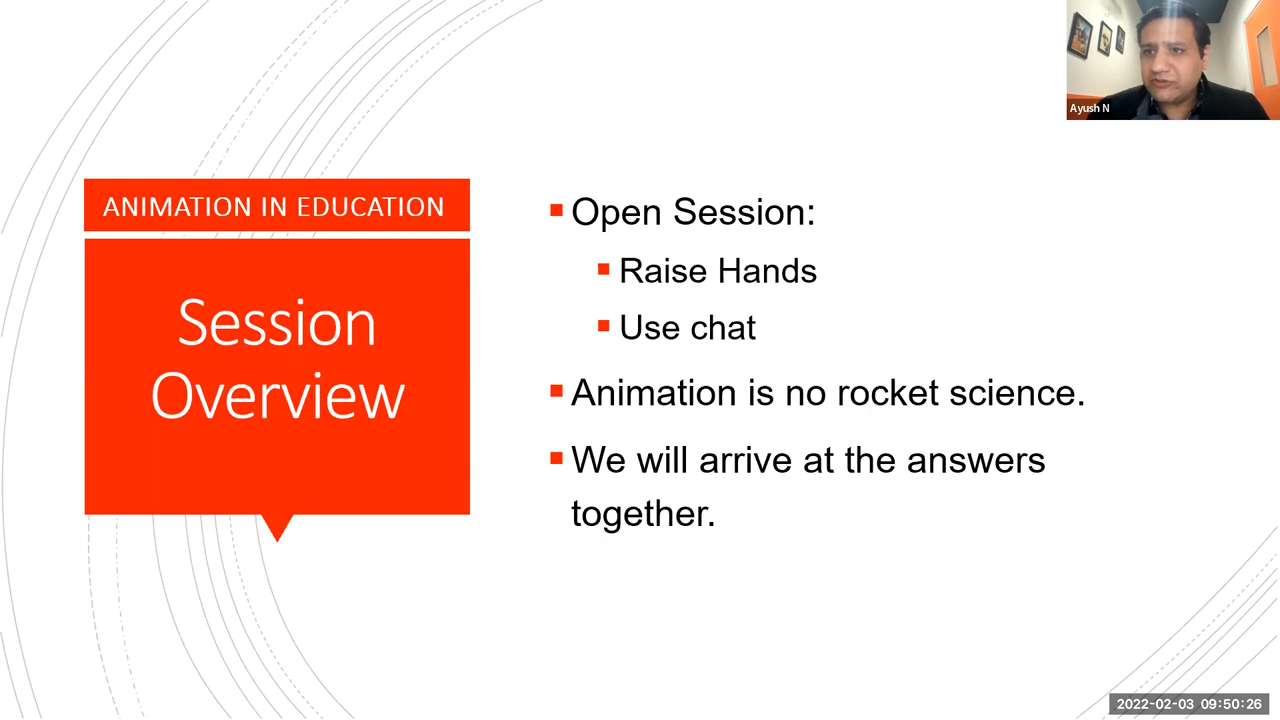 Ayush N
ANIMATION IN EDUCATION
Session
Overview
Open Session:
Raise Hands
Use chat
Animation is no rocket science.
We will arrive at the answers
together.
2022-02-03 09:50:26